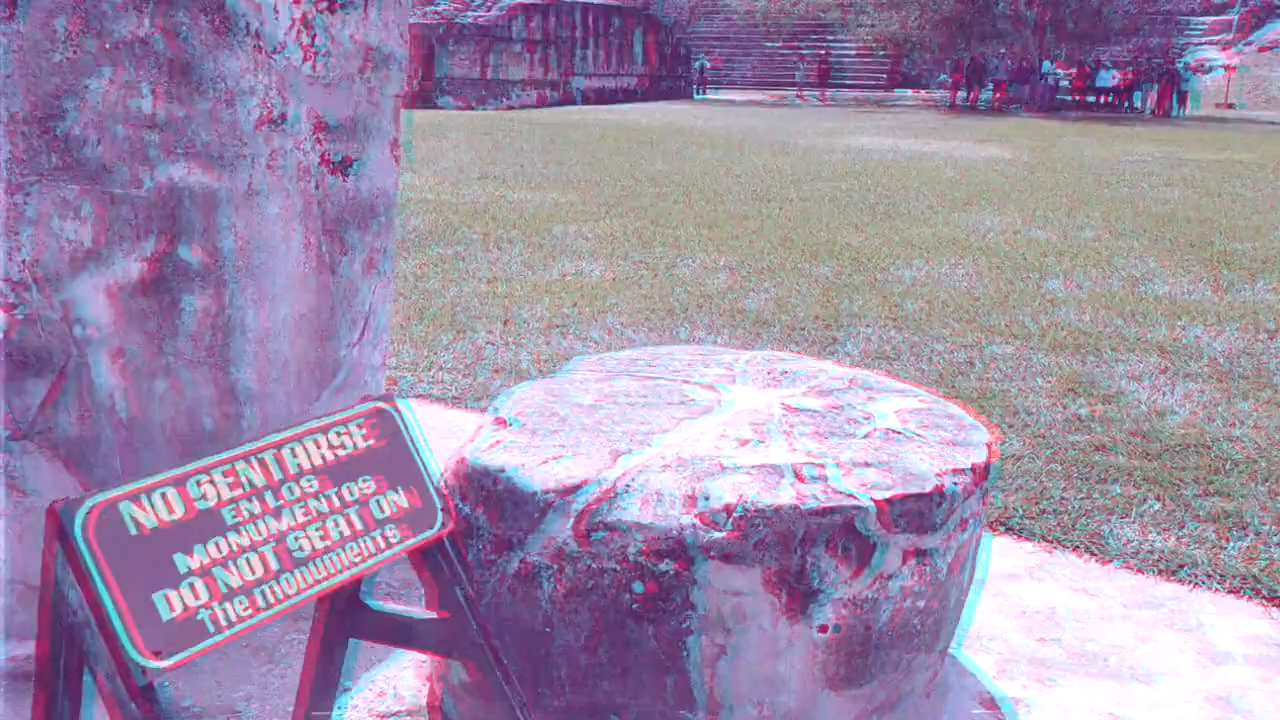 NO SENTARSE
EN LOS
MONUMENTOS
DO NOT SEAT ON
The monuments.